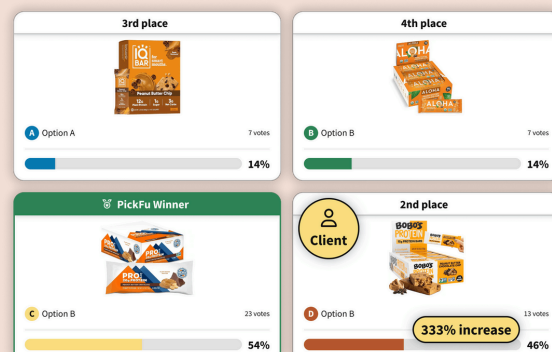 3rd place
IQ
BAR
Peanut Butter Chip
A Option A
7 votes
14%
4th place
ALOHA
ALOHA
B Option B
7 votes
14%
PickFu Winner
PRO
C Option B
23 votes
54%
2nd place
Client
BOBO'S
PROTEIN
BOBO'S
D Option B
13 votes
333% increase
46%